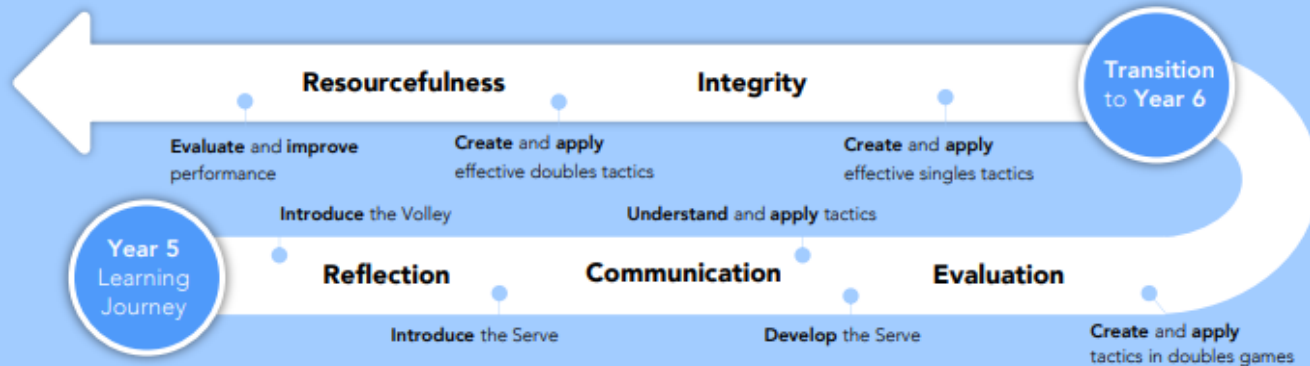 Resourcefulness
Integrity
Transition
to Year 6
Evaluate and improve
performance
Create and apply
effective doubles tactics
Create and apply
effective singles tactics
Introduce the Volley
Understand and apply tactics
Year 5
Learning
Journey
Reflection
Communication
Evaluation
Introduce the Serve
Develop the Serve
Create and apply
tactics in doubles games